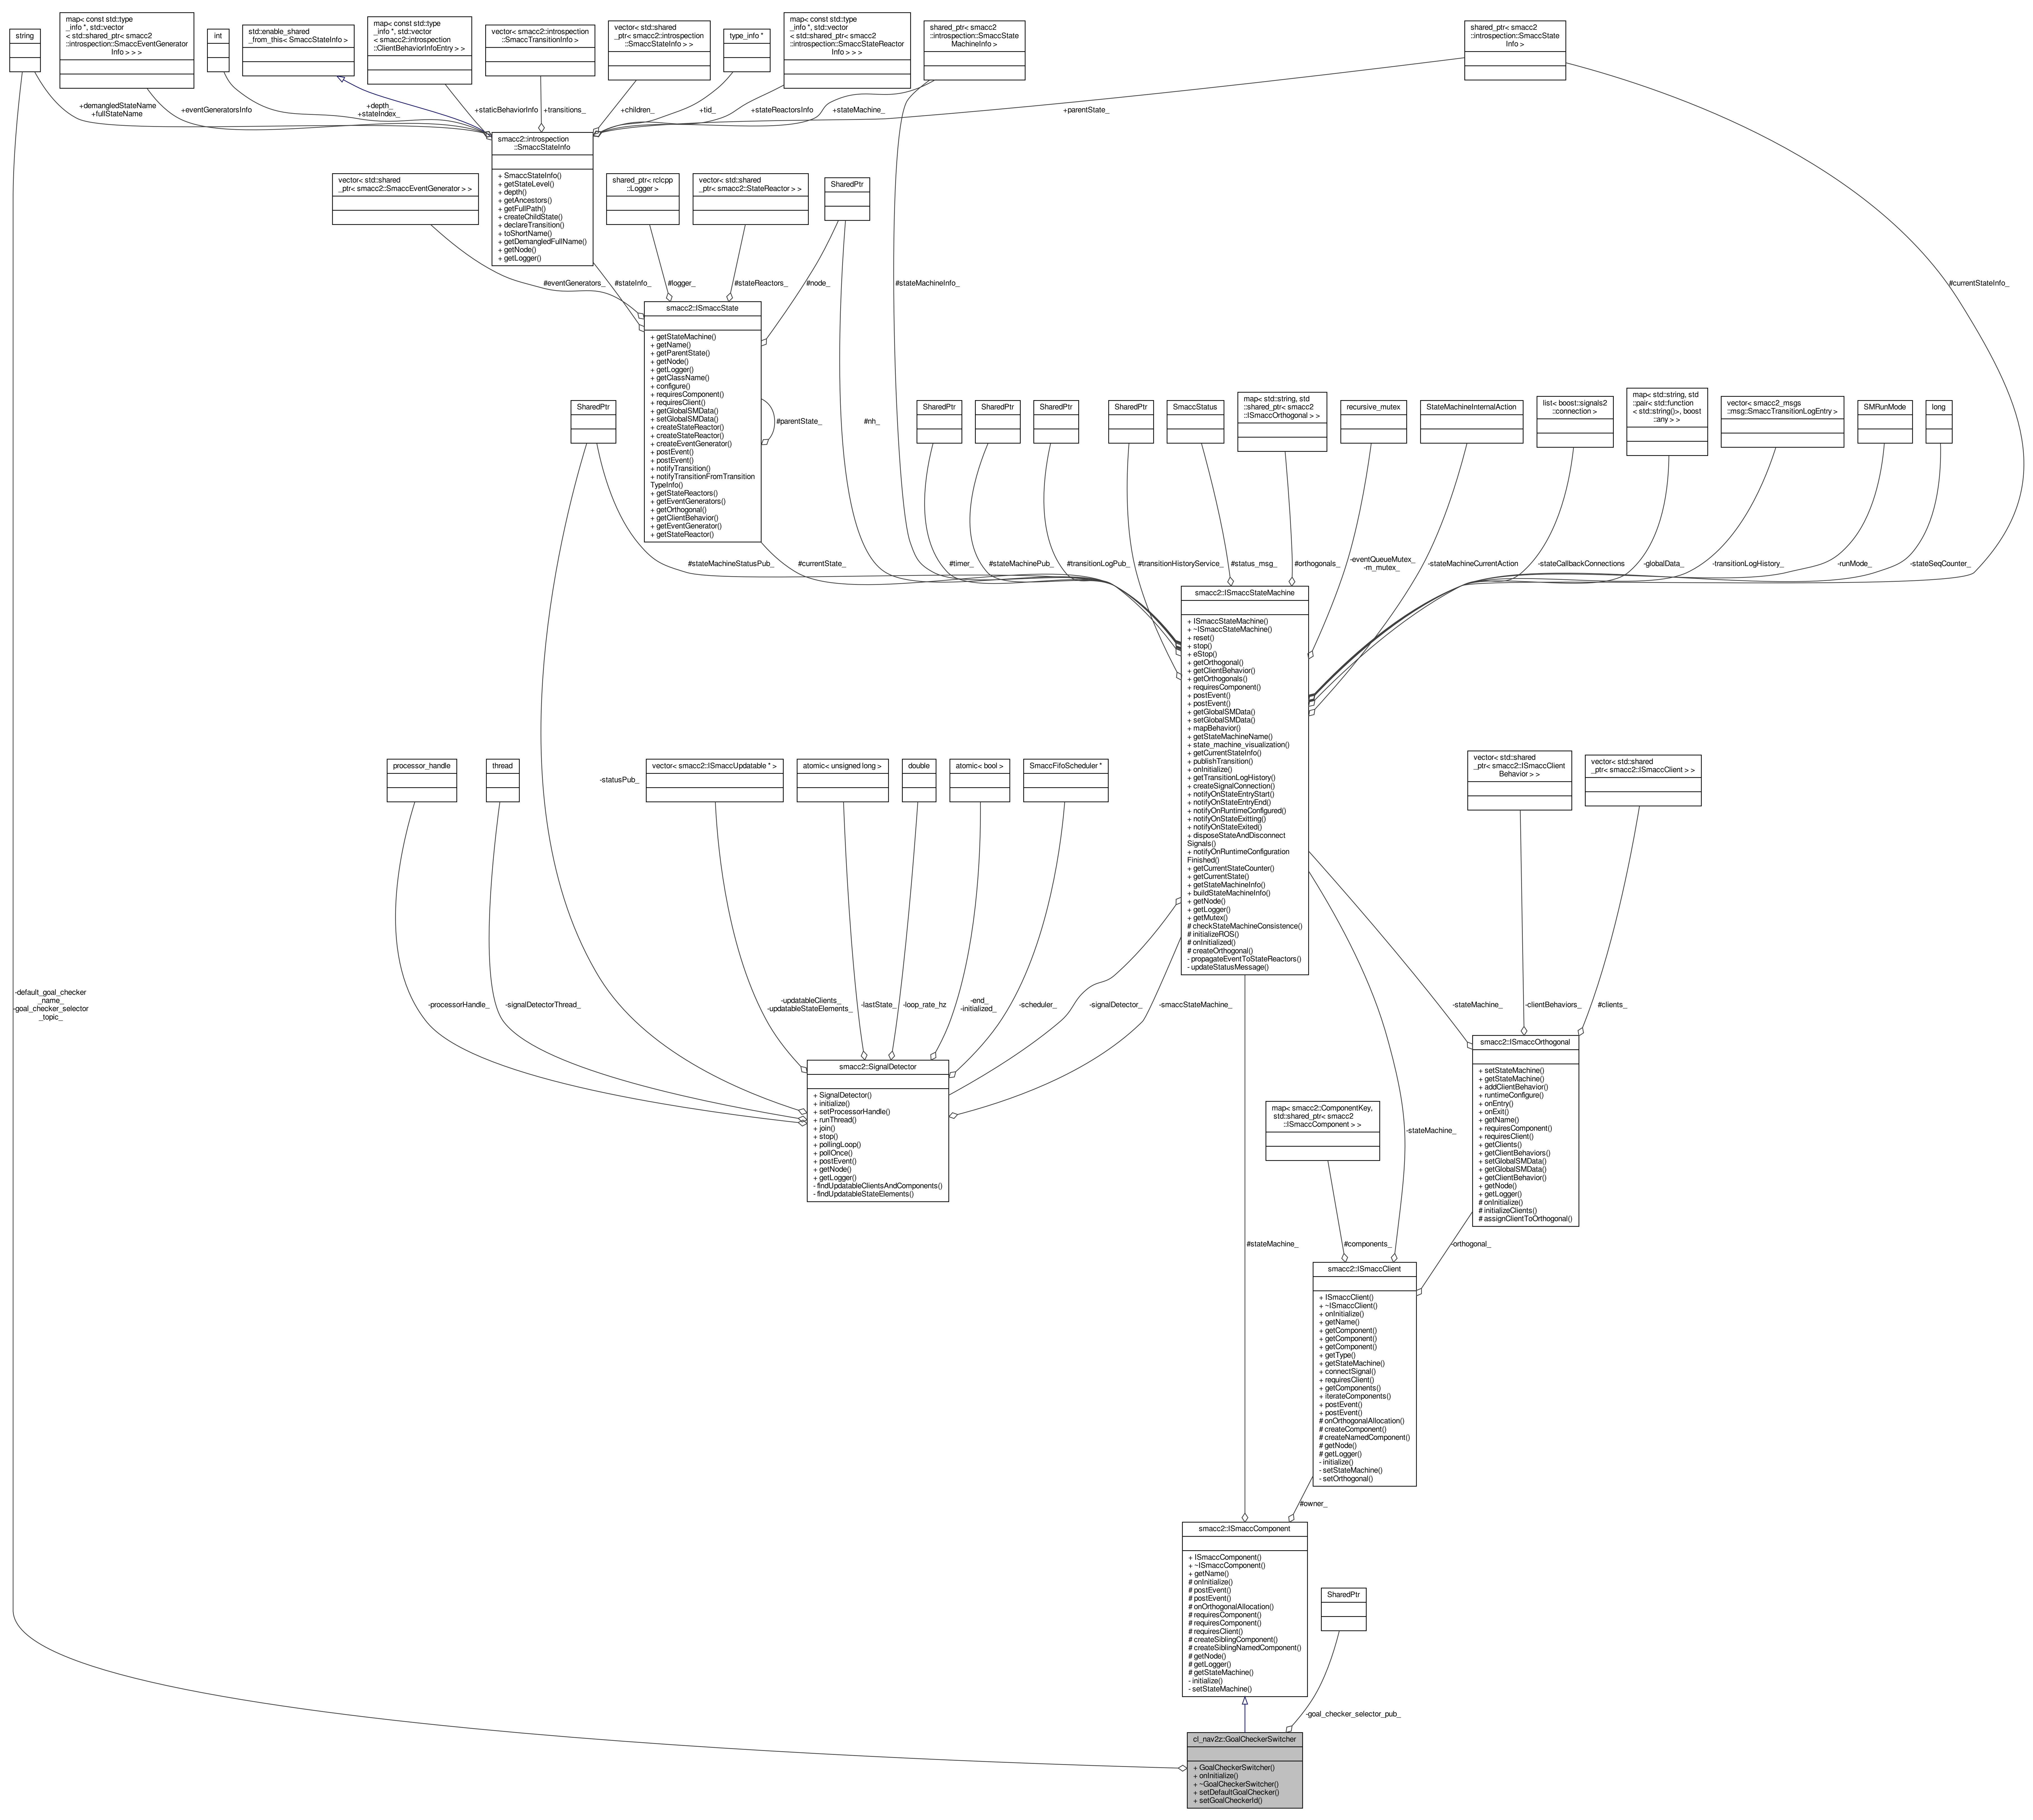 string
map< const std::type
_info *, std::vector
< std::shared_ptr< smacc2
::introspection::SmaccEventGenerator
Info > > >
int
std::enable_shared
_from_this< SmaccStateInfo >
map< const std::type
_info *, std::vector
< smacc2::introspection
::ClientBehaviorInfoEntry > >
vector< smacc2::introspection
::SmaccTransitionInfo >
vector< std::shared
_ptr< smacc2::introspection
::SmaccStateInfo > >
type_info *
map< const std::type
_info *, std::vector
< std::shared_ptr< smacc2
::introspection::SmaccStateReactor
Info > > >
shared_ptr< smacc2
::introspection::SmaccState
MachineInfo >
shared_ptr< smacc2
::introspection::SmaccState
Info >
+demangledStateName
+fullStateName
+eventGeneratorsInfo
+depth_
+stateIndex_
+staticBehaviorInfo
+transitions_
+children_
+tid_
+stateReactorsInfo
+stateMachine_
+parentState_
smacc2::introspection
::SmaccStateInfo
+ SmaccStateInfo()
+ getStateLevel()
+ depth()
+ getAncestors()
+ getFullPath()
+ createChildState()
+ declareTransition()
+ toShortName()
+ getDemangledFullName()
+ getNode()
+ getLogger()
vector< std::shared
_ptr< smacc2::SmaccEventGenerator > >
shared_ptr< rclcpp
::Logger >
vector< std::shared
_ptr< smacc2::StateReactor > >
SharedPtr
#eventGenerators_
#stateInfo_
#logger_
#stateReactors_
#node_
#stateMachineInfo_
#currentStateInfo_
smacc2::ISmaccState
+ getStateMachine()
+ getName()
+ getParentState()
+ getNode()
+ getLogger()
+ getClassName()
+ configure()
+ requiresComponent()
+ requiresClient()
+ getGlobalSMData()
+ setGlobalSMData()
+ createStateReactor()
+ createStateReactor()
+ createEventGenerator()
+ postEvent()
+ postEvent()
+ notifyTransition()
+ notifyTransitionFromTransition
TypeInfo()
+ getStateReactors()
+ getEventGenerators()
+ getOrthogonal()
+ getClientBehavior()
+ getEventGenerator()
+ getStateReactor()
#parentState_
#nh_
SharedPtr
SharedPtr
SharedPtr
SharedPtr
SharedPtr
SmaccStatus
map< std::string, std
::shared_ptr< smacc2
::ISmaccOrthogonal > >
recursive_mutex
StateMachineInternalAction
list< boost::signals2
::connection >
map< std::string, std
::pair< std::function
< std::string()>, boost
::any > >
vector< smacc2_msgs
::msg::SmaccTransitionLogEntry >
SMRunMode
long
#stateMachineStatusPub_
#currentState_
#timer_
#stateMachinePub_
#transitionLogPub_
#transitionHistoryService_
#status_msg_
#orthogonals_
-eventQueueMutex_
-m_mutex_
-stateMachineCurrentAction
-stateCallbackConnections
-globalData_
-transitionLogHistory_
-runMode_
-stateSeqCounter_
smacc2::ISmaccStateMachine
+ ISmaccStateMachine()
+ ~ISmaccStateMachine()
+ reset()
+ stop()
+ eStop()
+ getOrthogonal()
+ getClientBehavior()
+ getOrthogonals()
+ requiresComponent()
+ postEvent()
+ postEvent()
+ getGlobalSMData()
+ setGlobalSMData()
+ mapBehavior()
+ getStateMachineName()
+ state_machine_visualization()
+ getCurrentStateInfo()
+ publishTransition()
+ onInitialize()
+ getTransitionLogHistory()
+ createSignalConnection()
+ notifyOnStateEntryStart()
+ notifyOnStateEntryEnd()
+ notifyOnRuntimeConfigured()
+ notifyOnStateExitting()
+ notifyOnStateExited()
+ disposeStateAndDisconnect
Signals()
+ notifyOnRuntimeConfiguration
Finished()
+ getCurrentStateCounter()
+ getCurrentState()
+ getStateMachineInfo()
+ buildStateMachineInfo()
+ getNode()
+ getLogger()
+ getMutex()
# checkStateMachineConsistence()
# initializeROS()
# onInitialized()
# createOrthogonal()
- propagateEventToStateReactors()
- updateStatusMessage()
processor_handle
thread
-statusPub_
vector< smacc2::ISmaccUpdatable * >
atomic< unsigned long >
double
atomic< bool >
SmaccFifoScheduler *
vector< std::shared
_ptr< smacc2::ISmaccClient
Behavior > >
vector< std::shared
_ptr< smacc2::ISmaccClient > >
-default_goal_checker
_name_
-goal_checker_selector
_topic_
-processorHandle_
-signalDetectorThread_
-updatableClients_
-updatableStateElements_
-lastState_
-loop_rate_hz
-end_
-initialized_
-scheduler_
-signalDetector_
-smaccStateMachine_
-stateMachine_
-clientBehaviors_
#clients_
smacc2::SignalDetector
+ SignalDetector()
+ initialize()
+ setProcessorHandle()
+ runThread()
+ join()
+ stop()
+ pollingLoop()
+ pollOnce()
+ postEvent()
+ getNode()
+ getLogger()
- findUpdatableClientsAndComponents()
- findUpdatableStateElements()
smacc2::ISmaccOrthogonal
+ setStateMachine()
+ getStateMachine()
+ addClientBehavior()
+ runtimeConfigure()
+ onEntry()
+ onExit()
+ getName()
+ requiresComponent()
+ requiresClient()
+ getClients()
+ getClientBehaviors()
+ setGlobalSMData()
+ getGlobalSMData()
+ getClientBehavior()
+ getNode()
+ getLogger()
# onInitialize()
# initializeClients()
# assignClientToOrthogonal()
map< smacc2::ComponentKey,
std::shared_ptr< smacc2
::ISmaccComponent > >
-stateMachine_
#stateMachine_
#components_
-orthogonal_
smacc2::ISmaccClient
+ ISmaccClient()
+ ~ISmaccClient()
+ onInitialize()
+ getName()
+ getComponent()
+ getComponent()
+ getComponent()
+ getType()
+ getStateMachine()
+ connectSignal()
+ requiresClient()
+ getComponents()
+ iterateComponents()
+ postEvent()
+ postEvent()
# onOrthogonalAllocation()
# createComponent()
# createNamedComponent()
# getNode()
# getLogger()
- initialize()
- setStateMachine()
- setOrthogonal()
#owner_
smacc2::ISmaccComponent
+ ISmaccComponent()
+ ~ISmaccComponent()
+ getName()
# onInitialize()
# postEvent()
# postEvent()
# onOrthogonalAllocation()
# requiresComponent()
# requiresComponent()
# requiresClient()
# createSiblingComponent()
# createSiblingNamedComponent()
# getNode()
# getLogger()
# getStateMachine()
- initialize()
- setStateMachine()
SharedPtr
-goal_checker_selector_pub_
cl_nav2z::GoalCheckerSwitcher
+ GoalCheckerSwitcher()
+ onInitialize()
+ ~GoalCheckerSwitcher()
+ setDefaultGoalChecker()
+ setGoalCheckerId()